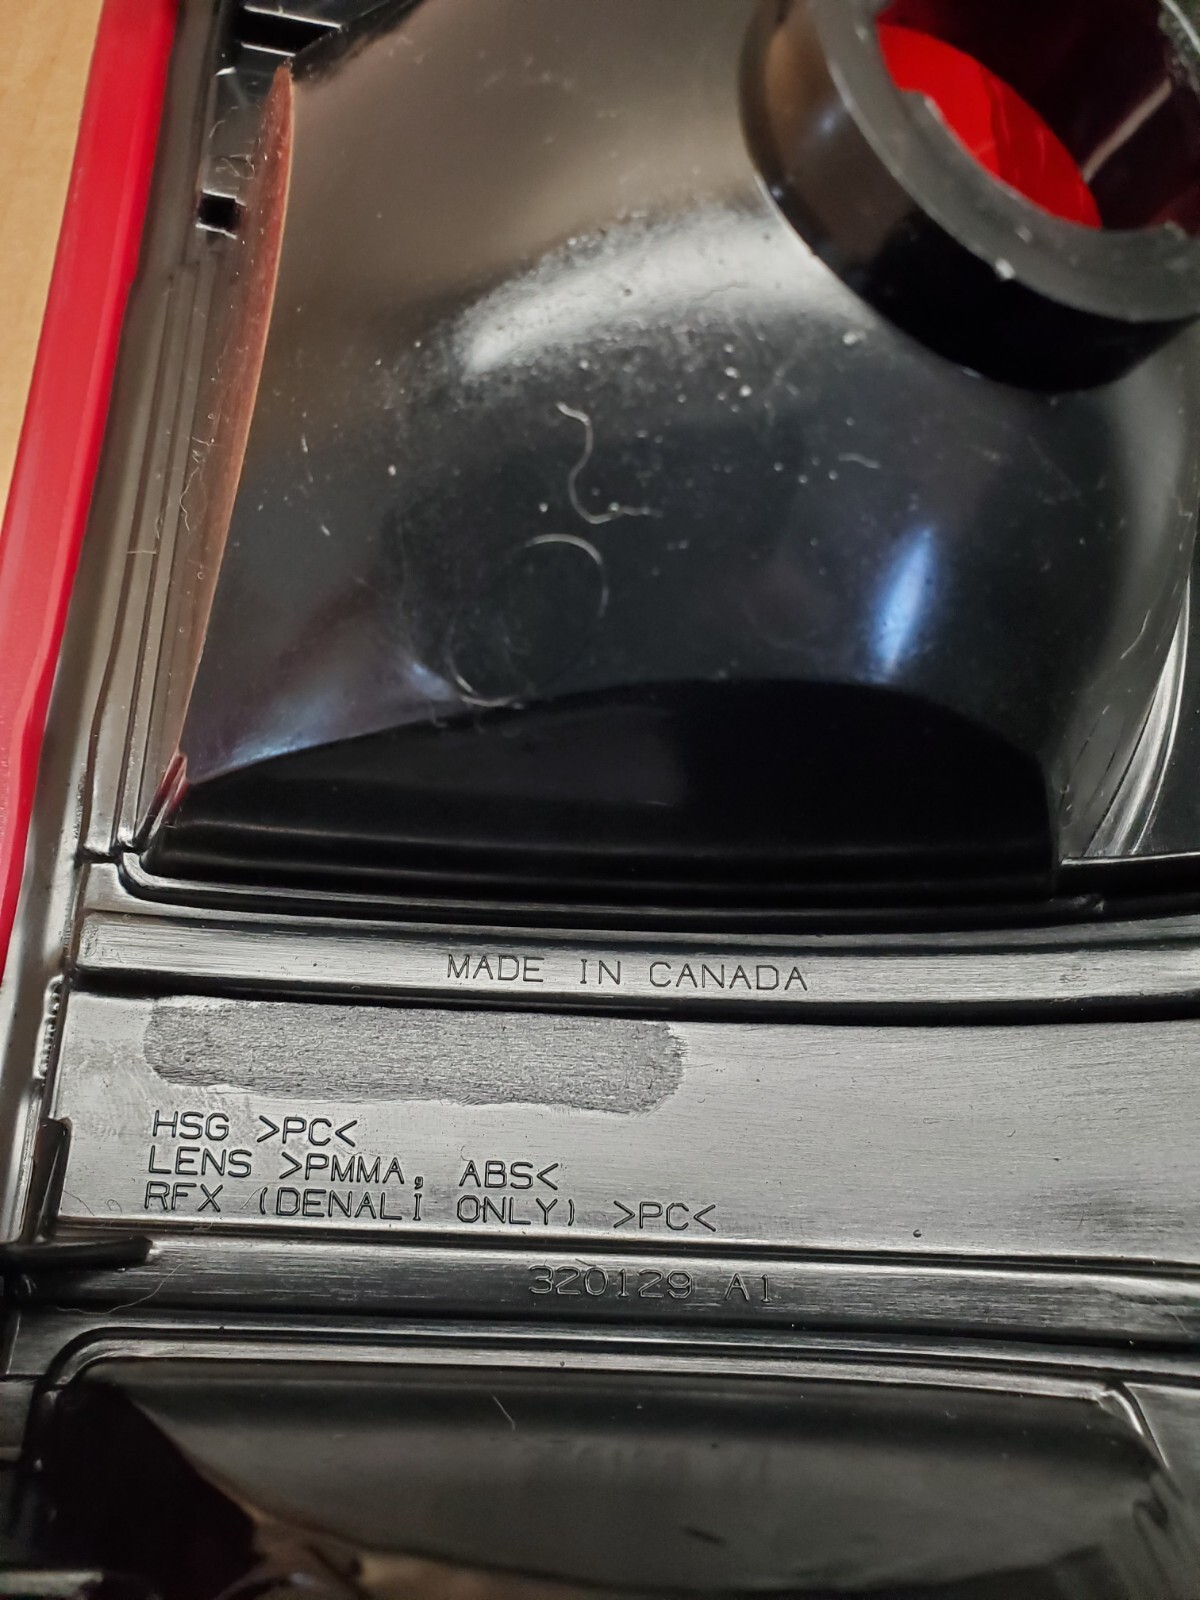 MADE IN CANADA
HSG >PC<
LENS >PMMA, ABS<
RFX (DENALI ONLY) >PC<
320129 A1